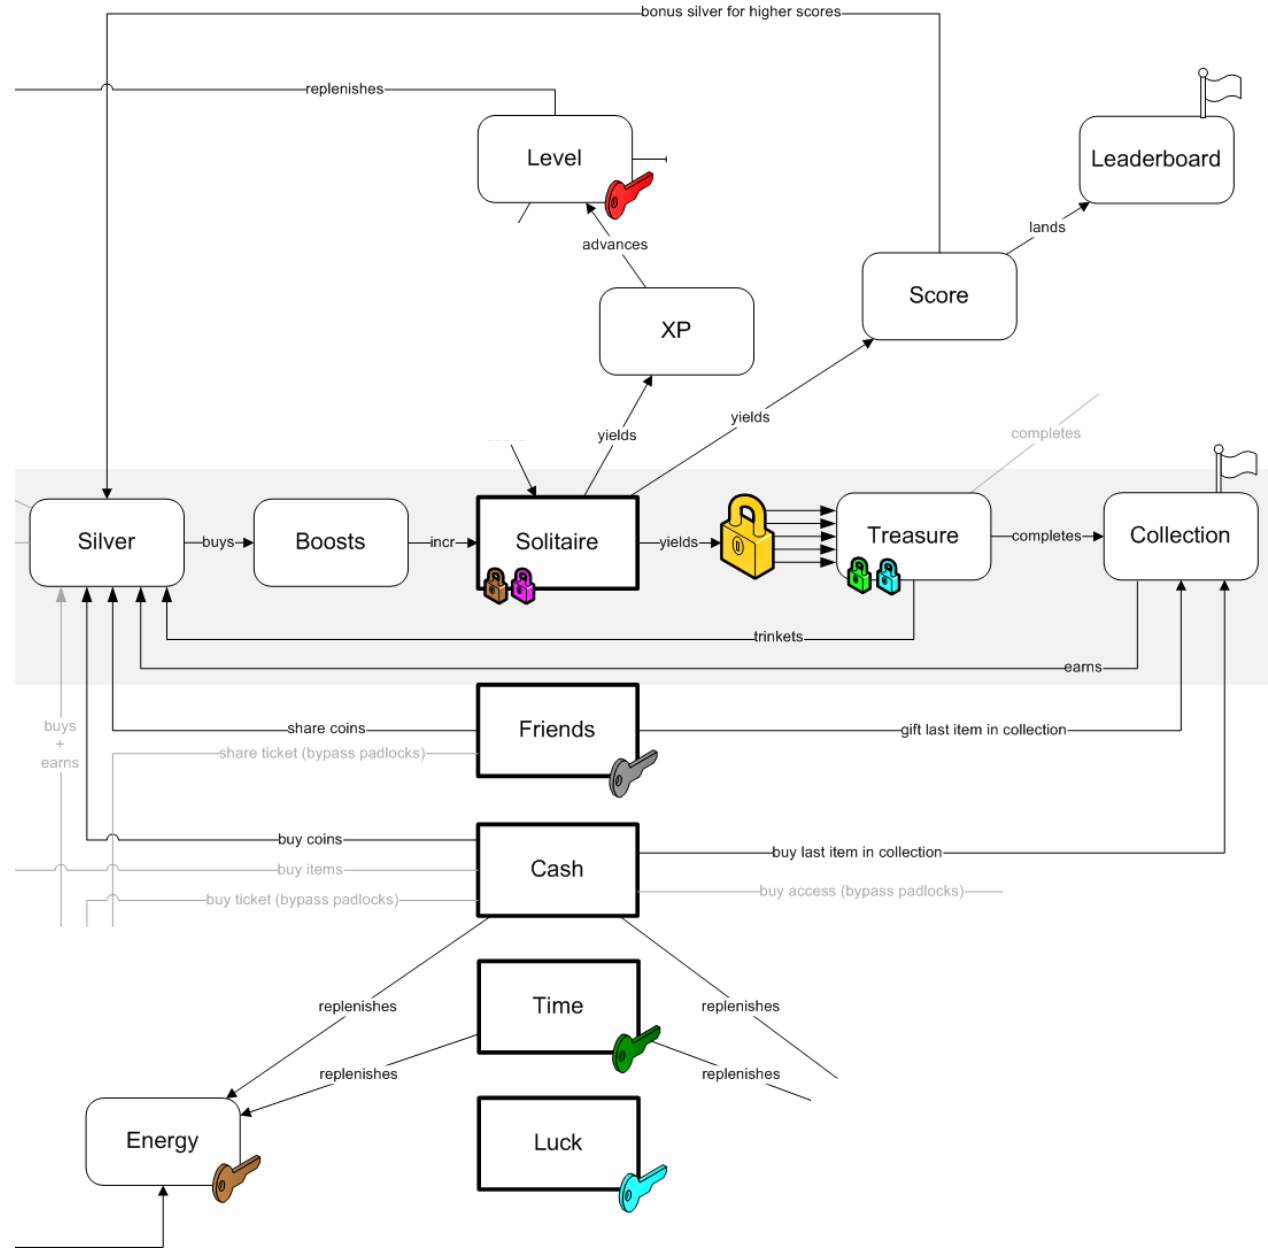 bonus silver for higher scores
replenishes
Level
Leaderboard
lands
advances
Score
XP
yields
yields
completes
Silver
buys
Boosts
incr
Solitaire
yields
Treasure
completes
Collection
trinkets
earns
buys
+
earns
share coins
Friends
gift last item in collection
share ticket (bypass padlocks)
buy coins
Cash
buy last item in collection
buy items
buy access (bypass padlocks)
buy ticket (bypass padlocks)
replenishes
Time
replenishes
replenishes
replenishes
Energy
Luck